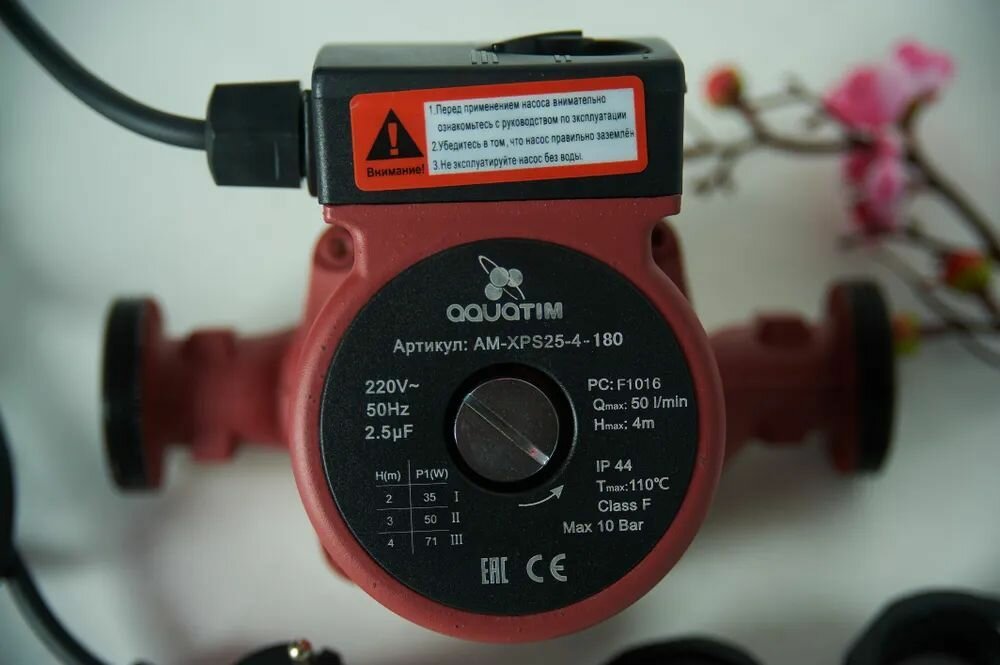 1.Перед применением насоса внимательно
ознакомьтесь с руководством по эксплуатации
2.Убедитесь в том, что насос правильно заземлён
3.Не эксплуатируйте насос без воды.
Внимание!
AQUATIM
Артикул: AM-XPS25-4-180
220V~
50Hz
2.5µF
PC: F1016
Qmax: 50 l/min
Hmax: 4m
H(m) P1(W)
2 35 I
3 50 II
4 71 III
IP 44
Tmax:110℃
Class F
Max 10 Bar
EAC CE